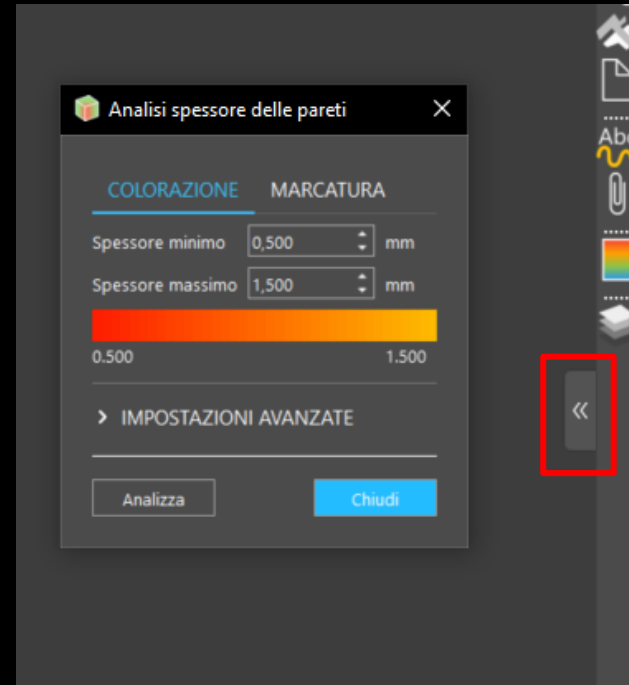 Analisi spessore delle pareti
COLORAZIONE MARCATURA
Spessore minimo 0,500 mm
Spessore massimo 1,500 mm
0.500 1.500
IMPOSTAZIONI AVANZATE
Analizza Chiudi
Abc